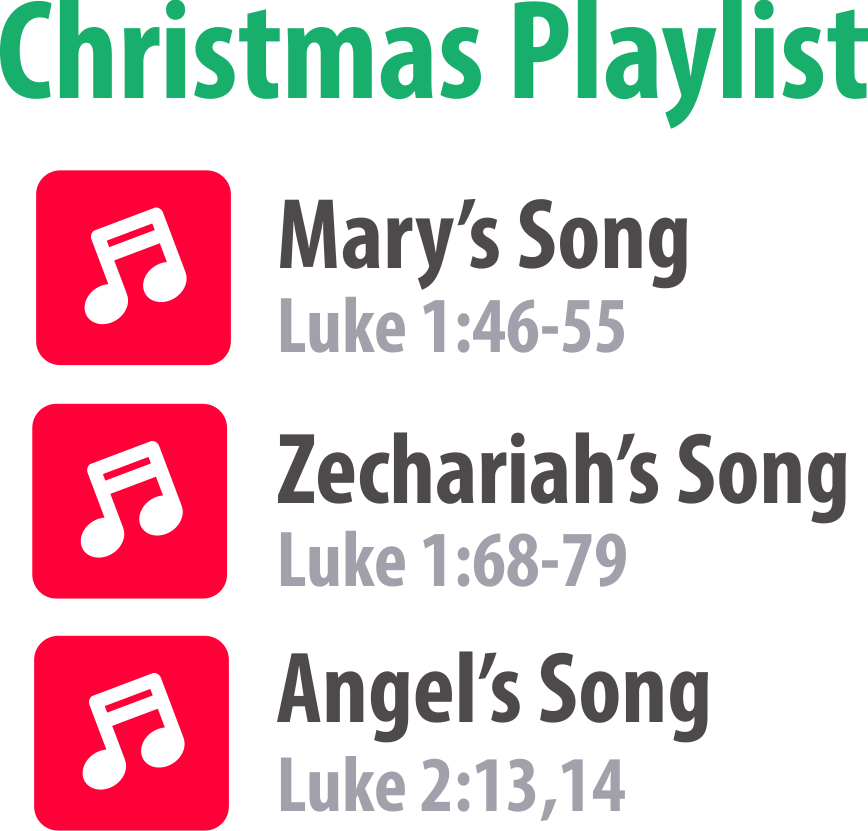 Christmas Playlist
Mary’s Song
Luke 1:46-55
Zechariah’s Song
Luke 1:68-79
Angel’s Song
Luke 2:13,14